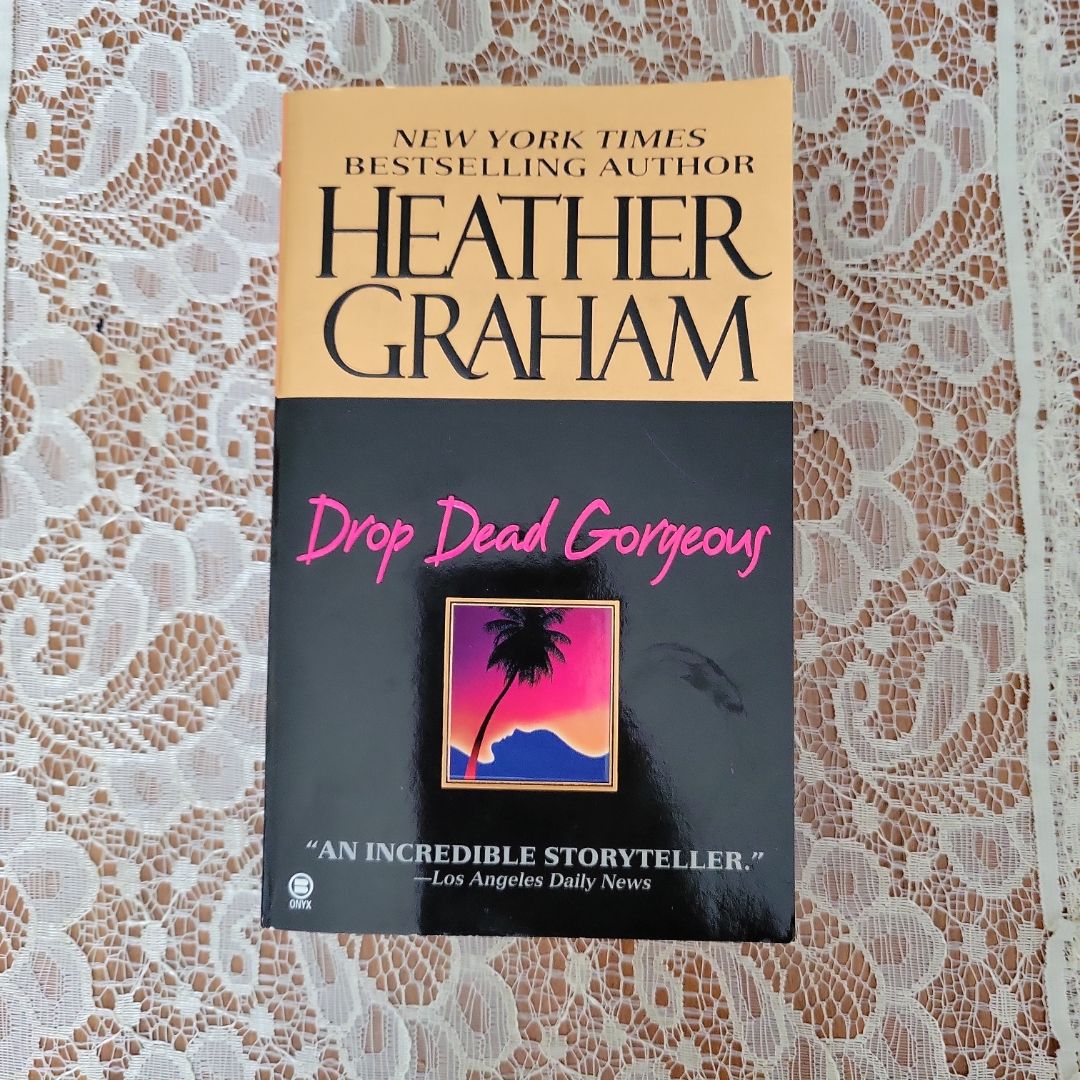 NEW YORK TIMES
BESTSELLING AUTHOR
HEATHER
GRAHAM
Drop Dead Gorgeous
“AN INCREDIBLE STORYTELLER.”
—Los Angeles Daily News
ONYX